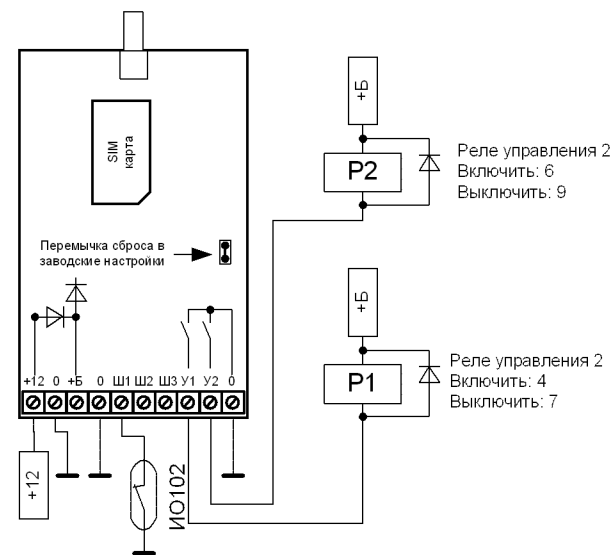 SIM
карта
Перемычка сброса в
заводские настройки
+12 0 +Б 0 Ш1 Ш2 Ш3 У1 У2 0
+12
ИО102
+Б
P2
Реле управления 2
Включить: 6
Выключить: 9
+Б
P1
Реле управления 2
Включить: 4
Выключить: 7